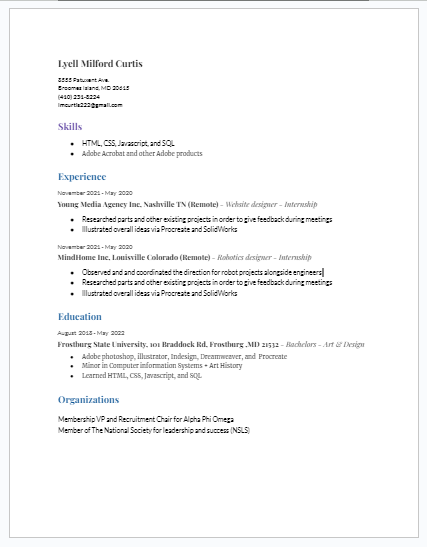 Lyell Milford Curtis
8555 Patuxent Ave.
Broomes Island, MD 20615
(410) 231-8224
lmcurtis222@gmail.com
Skills
• HTML, CSS, Javascript, and SQL
• Adobe Acrobat and other Adobe products
Experience
November 2021 - May 2020
Young Media Agency Inc, Nashville TN (Remote) - Website designer - Internship
• Researched parts and other existing projects in order to give feedback during meetings
• Illustrated overall ideas via Procreate and SolidWorks
November 2021 - May 2020
MindHome Inc, Louisville Colorado (Remote) - Robotics designer - Internship
• Observed and and coordinated the direction for robot projects alongside engineers
• Researched parts and other existing projects in order to give feedback during meetings
• Illustrated overall ideas via Procreate and SolidWorks
Education
August 2018 - May 2022
Frostburg State University, 101 Braddock Rd, Frostburg ,MD 21532 - Bachelors - Art & Design
• Adobe photoshop, illustrator, Indesign, Dreamweaver, and Procreate
• Minor in Computer information Systems + Art History
• Learned HTML, CSS, Javascript, and SQL
Organizations
Membership VP and Recruitment Chair for Alpha Phi Omega
Member of The National Society for leadership and success (NSLS)